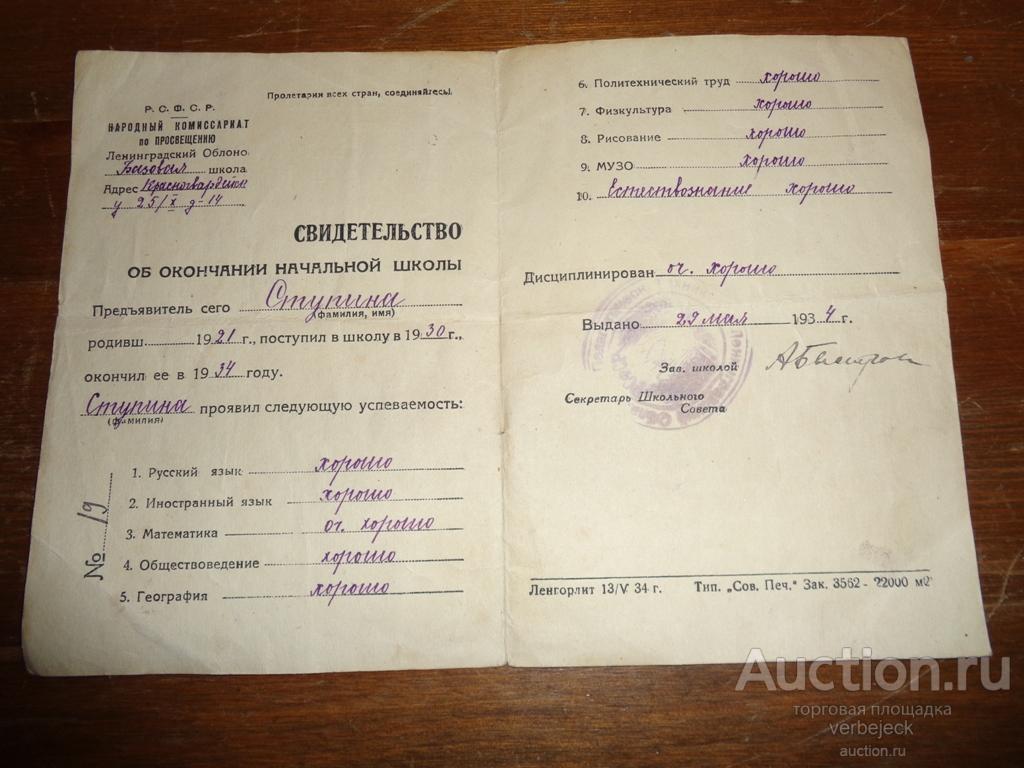 Пролетарии всех стран, соединяйтесь!
Р. С. Ф. С. Р.
НАРОДНЫЙ КОМИССАРИАТ
по ПРОСВЕЩЕНИЮ
Ленинградский Облоно
Базовая школа
Адрес Красногвардейск
у 25/X д-14
СВИДЕТЕЛЬСТВО
ОБ ОКОНЧАНИИ НАЧАЛЬНОЙ ШКОЛЫ
Предъявитель сего Ступина
(фамилия, имя)
родивш 1921 г., поступил в школу в 1930 г.,
окончил ее в 1934 году.
Ступина проявил следующую успеваемость:
(фамилия)
№ 19
1. Русский язык хорошо
2. Иностранный язык хорошо
3. Математика оч. хорошо
4. Обществоведение хорошо
5. География хорошо
6. Политехнический труд хорошо
7. Физкультура хорошо
8. Рисование хорошо
9. МУЗО хорошо
10. Естествознание хорошо
Дисциплинирован оч. хорошо
Выдано 29 мая 1934 г.
Зав. школой
Секретарь Школьного
Совета
Ленгорлит 13/V 34 г. Тип. „Сов. Печ." Зак. 3562 - 22000
Auction.ru
торговая площадка
verbejeck
auction.ru